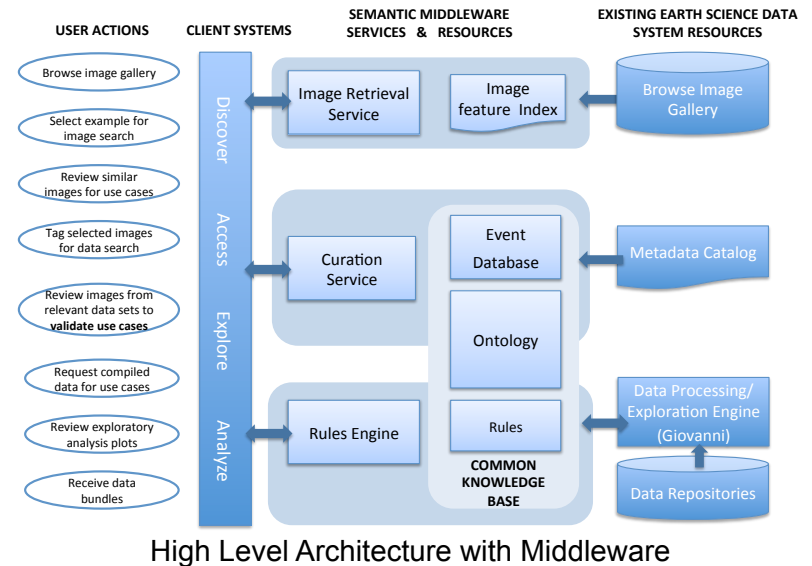 USER ACTIONS
CLIENT SYSTEMS
SEMANTIC MIDDLEWARE
SERVICES & RESOURCES
EXISTING EARTH SCIENCE DATA
SYSTEM RESOURCES
Browse image gallery
Select example for
image search
Review similar
images for use cases
Tag selected images
for data search
Review images from
relevant data sets to
validate use cases
Request compiled
data for use cases
Review exploratory
analysis plots
Receive data
bundles
Discover
Access
Explore
Analyze
Image Retrieval
Service
Image
feature Index
Browse Image
Gallery
Curation
Service
Event
Database
Metadata Catalog
Ontology
Rules Engine
Rules
COMMON
KNOWLEDGE
BASE
Data Processing/
Exploration Engine
(Giovanni)
Data Repositories
High Level Architecture with Middleware